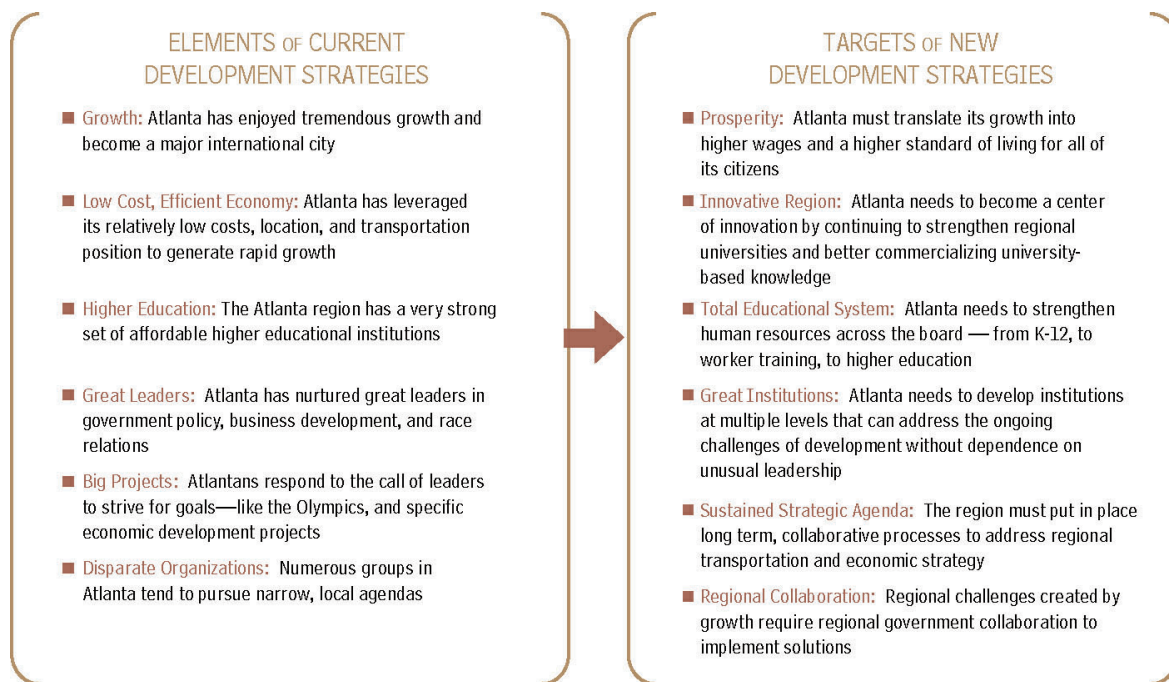 ELEMENTS OF CURRENT
DEVELOPMENT STRATEGIES
■ Growth: Atlanta has enjoyed tremendous growth and
become a major international city
■ Low Cost, Efficient Economy: Atlanta has leveraged
its relatively low costs, location, and transportation
position to generate rapid growth
■ Higher Education: The Atlanta region has a very strong
set of affordable higher educational institutions
■ Great Leaders: Atlanta has nurtured great leaders in
government policy, business development, and race
relations
■ Big Projects: Atlantans respond to the call of leaders
to strive for goals—like the Olympics, and specific
economic development projects
■ Disparate Organizations: Numerous groups in
Atlanta tend to pursue narrow, local agendas
TARGETS OF NEW
DEVELOPMENT STRATEGIES
■ Prosperity: Atlanta must translate its growth into
higher wages and a higher standard of living for all of
its citizens
■ Innovative Region: Atlanta needs to become a center
of innovation by continuing to strengthen regional
universities and better commercializing university-
based knowledge
■ Total Educational System: Atlanta needs to strengthen
human resources across the board — from K-12, to
worker training, to higher education
■ Great Institutions: Atlanta needs to develop institutions
at multiple levels that can address the ongoing
challenges of development without dependence on
unusual leadership
■ Sustained Strategic Agenda: The region must put in place
long term, collaborative processes to address regional
transportation and economic strategy
■ Regional Collaboration: Regional challenges created by
growth require regional government collaboration to
implement solutions